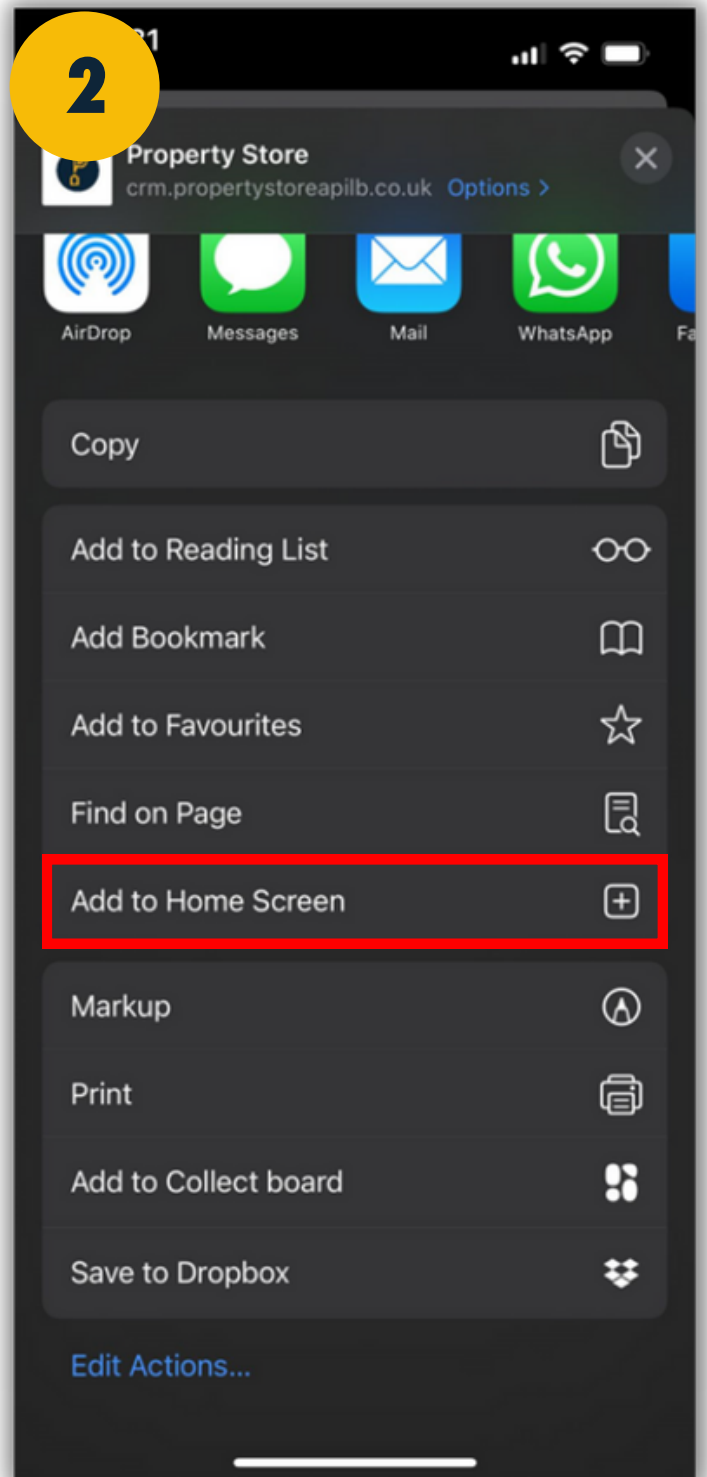 2
Property Store
crm.propertystoreapilb.co.uk Options >
AirDrop Messages Mail WhatsApp
Copy
Add to Reading List
Add Bookmark
Add to Favourites
Find on Page
Add to Home Screen
Markup
Print
Add to Collect board
Save to Dropbox
Edit Actions...